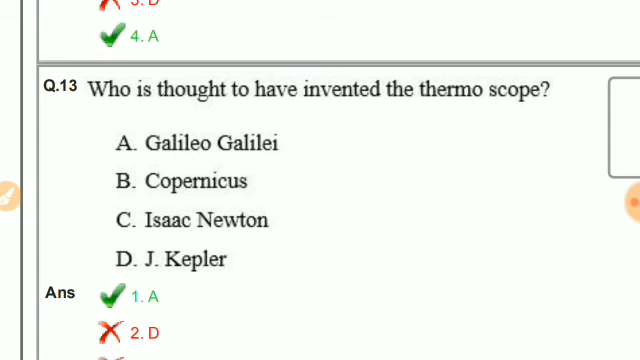 4. A
Q.13 Who is thought to have invented the thermo scope?
A. Galileo Galilei
B. Copernicus
C. Isaac Newton
D. J. Kepler
Ans 1. A
2. D